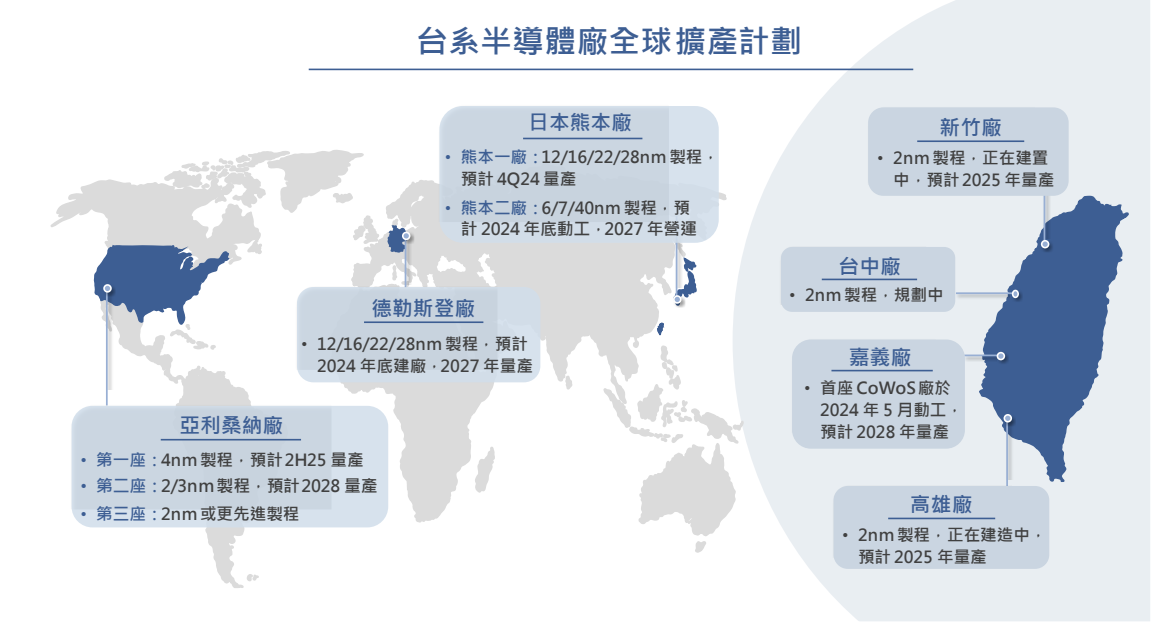 台系半導體廠全球擴產計劃
日本熊本廠
• 熊本一廠：12/16/22/28nm 製程，
預計 4Q24 量產
• 熊本二廠：6/7/40nm 製程，預
計 2024 年底動工，2027 年營運
德勒斯登廠
• 12/16/22/28nm 製程，預計
2024 年底建廠，2027 年量產
亞利桑納廠
• 第一座：4nm 製程，預計 2H25 量產
• 第二座：2/3nm 製程，預計 2028 量產
• 第三座：2nm 或更先進製程
新竹廠
• 2nm 製程，正在建置
中，預計 2025 年量產
台中廠
• 2nm 製程，規劃中
嘉義廠
• 首座 CoWoS 廠於
2024 年 5 月動工，
預計 2028 年量產
高雄廠
• 2nm 製程，正在建造中，
預計 2025 年量產